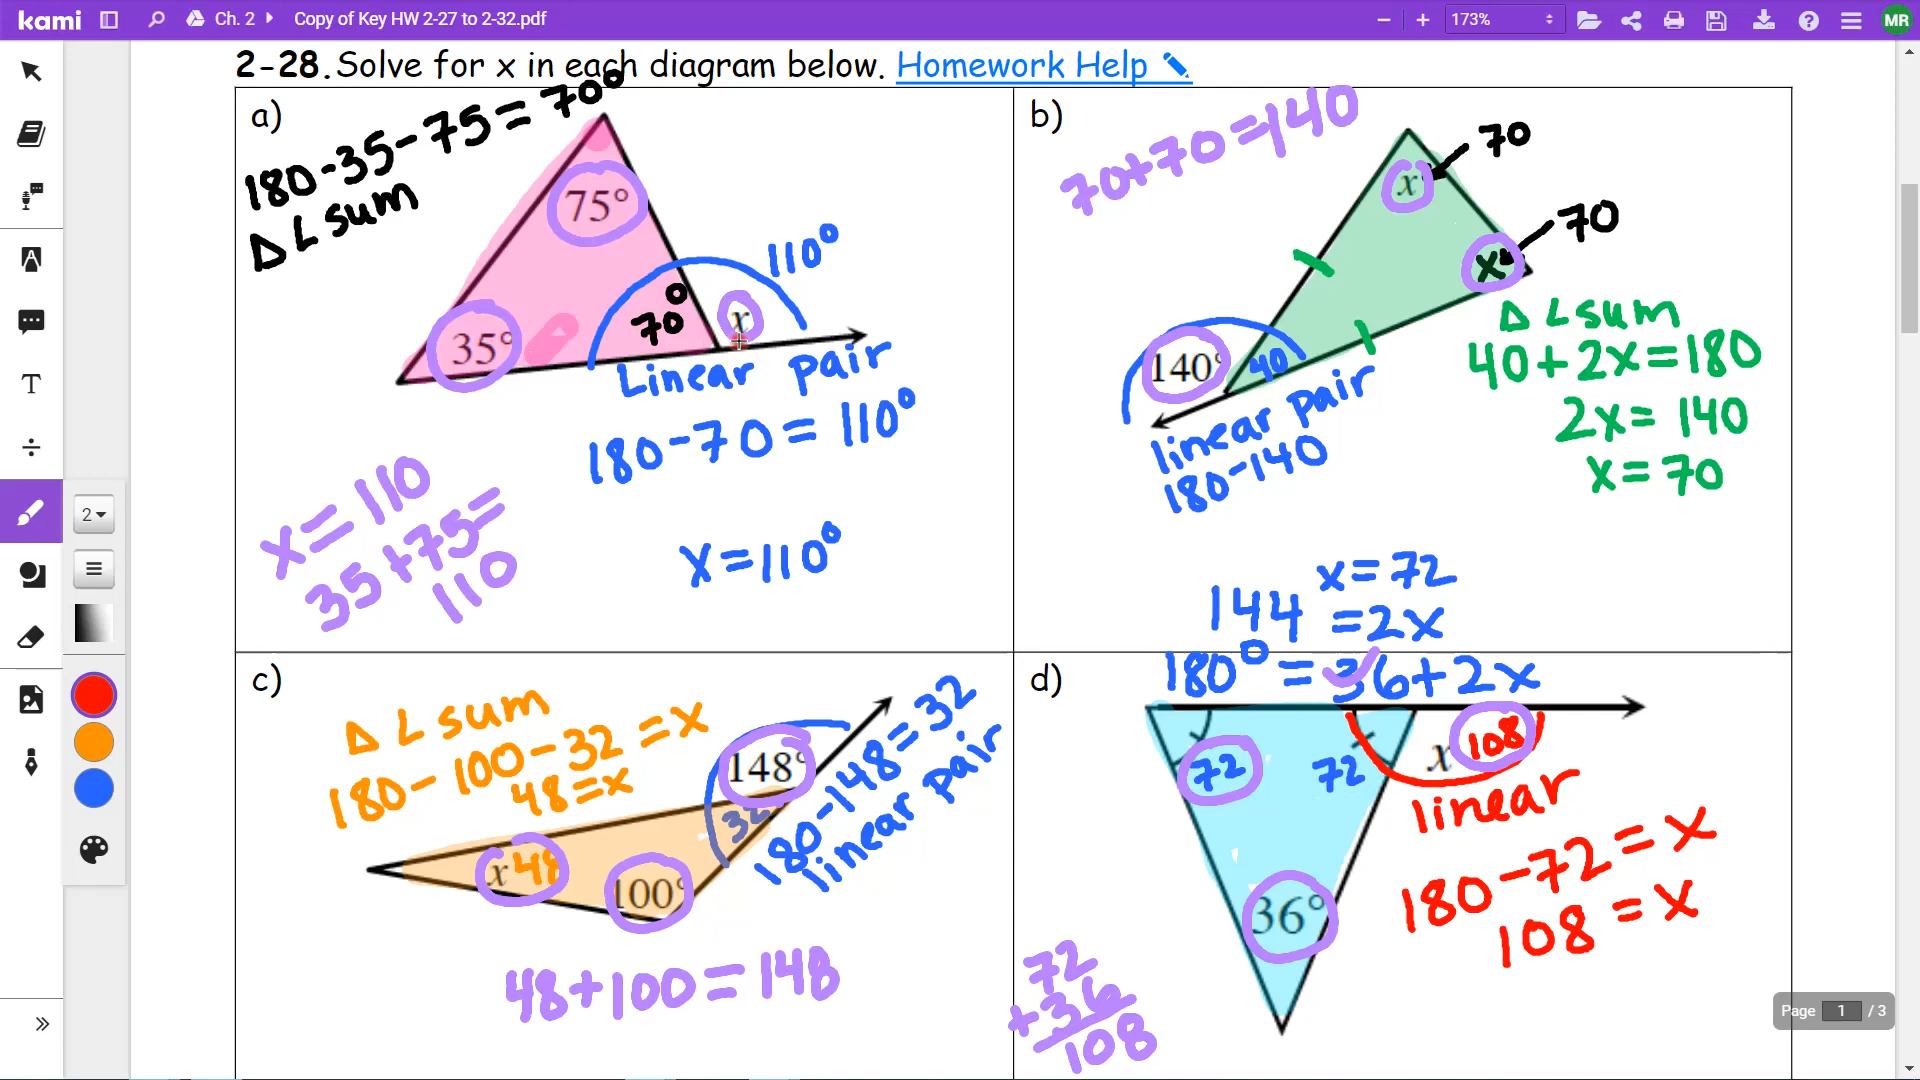 kami Ch. 2 Copy of Key HW 2-27 to 2-32.pdf 173% MR
2-28. Solve for x in each diagram below. Homework Help
a)
180-35-75=70°
Δ∠sum
75°
35°
70°
x
110°
Linear pair
180-70=110°
x=110
35+75=
110
x=110°
b)
70+70=140
x
70
x
70
140°
40
linear pair
180-140
Δ∠sum
40+2x=180
2x=140
x=70
c)
Δ∠sum
180-100-32=x
48=x
148°
32
180-148=32
linear pair
x 48
100°
48+100=148
d)
x=72
144=2x
180°=36+2x
72
72
x 108
linear
36°
180-72=x
108=x
72
+36
108
2
T
Page 1 / 3